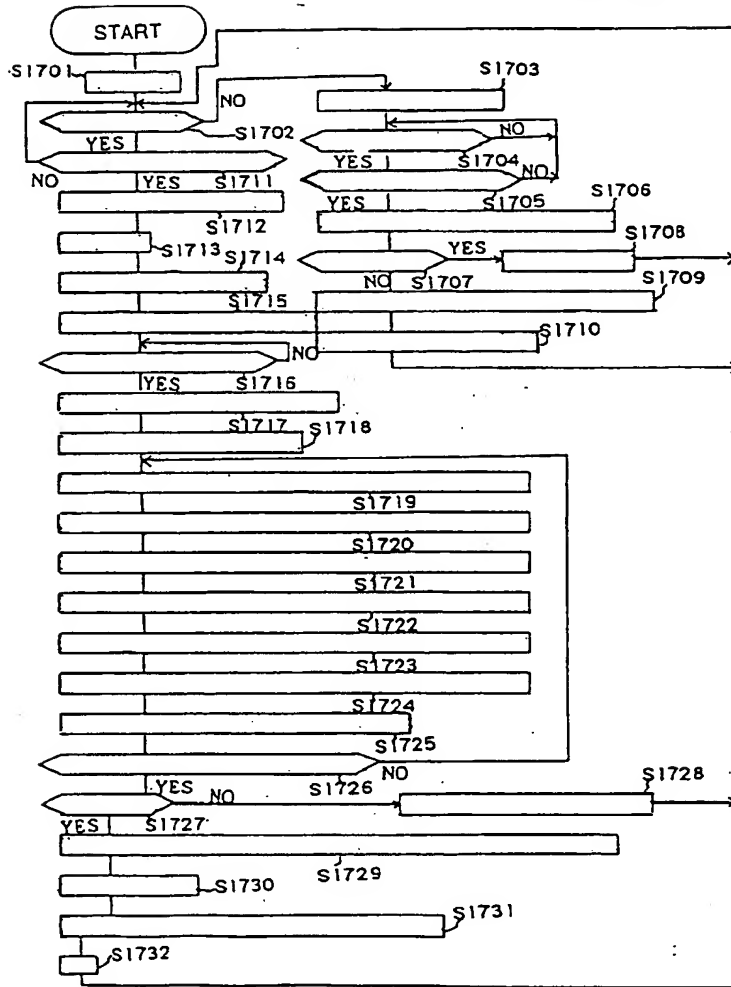 START
S1701
S1703
NO
S1702
NO
YES
YES
S1704
NO
NO
YES
S1711
YES
S1705
S1706
S1712
S1713
S1714
YES
S1708
NO
S1707
S1709
S1715
S1710
NO
YES
S1716
S1717
S1718
S1719
S1720
S1721
S1722
S1723
S1724
S1725
NO
YES
S1726
NO
S1728
YES
S1727
S1729
S1730
S1731
S1732